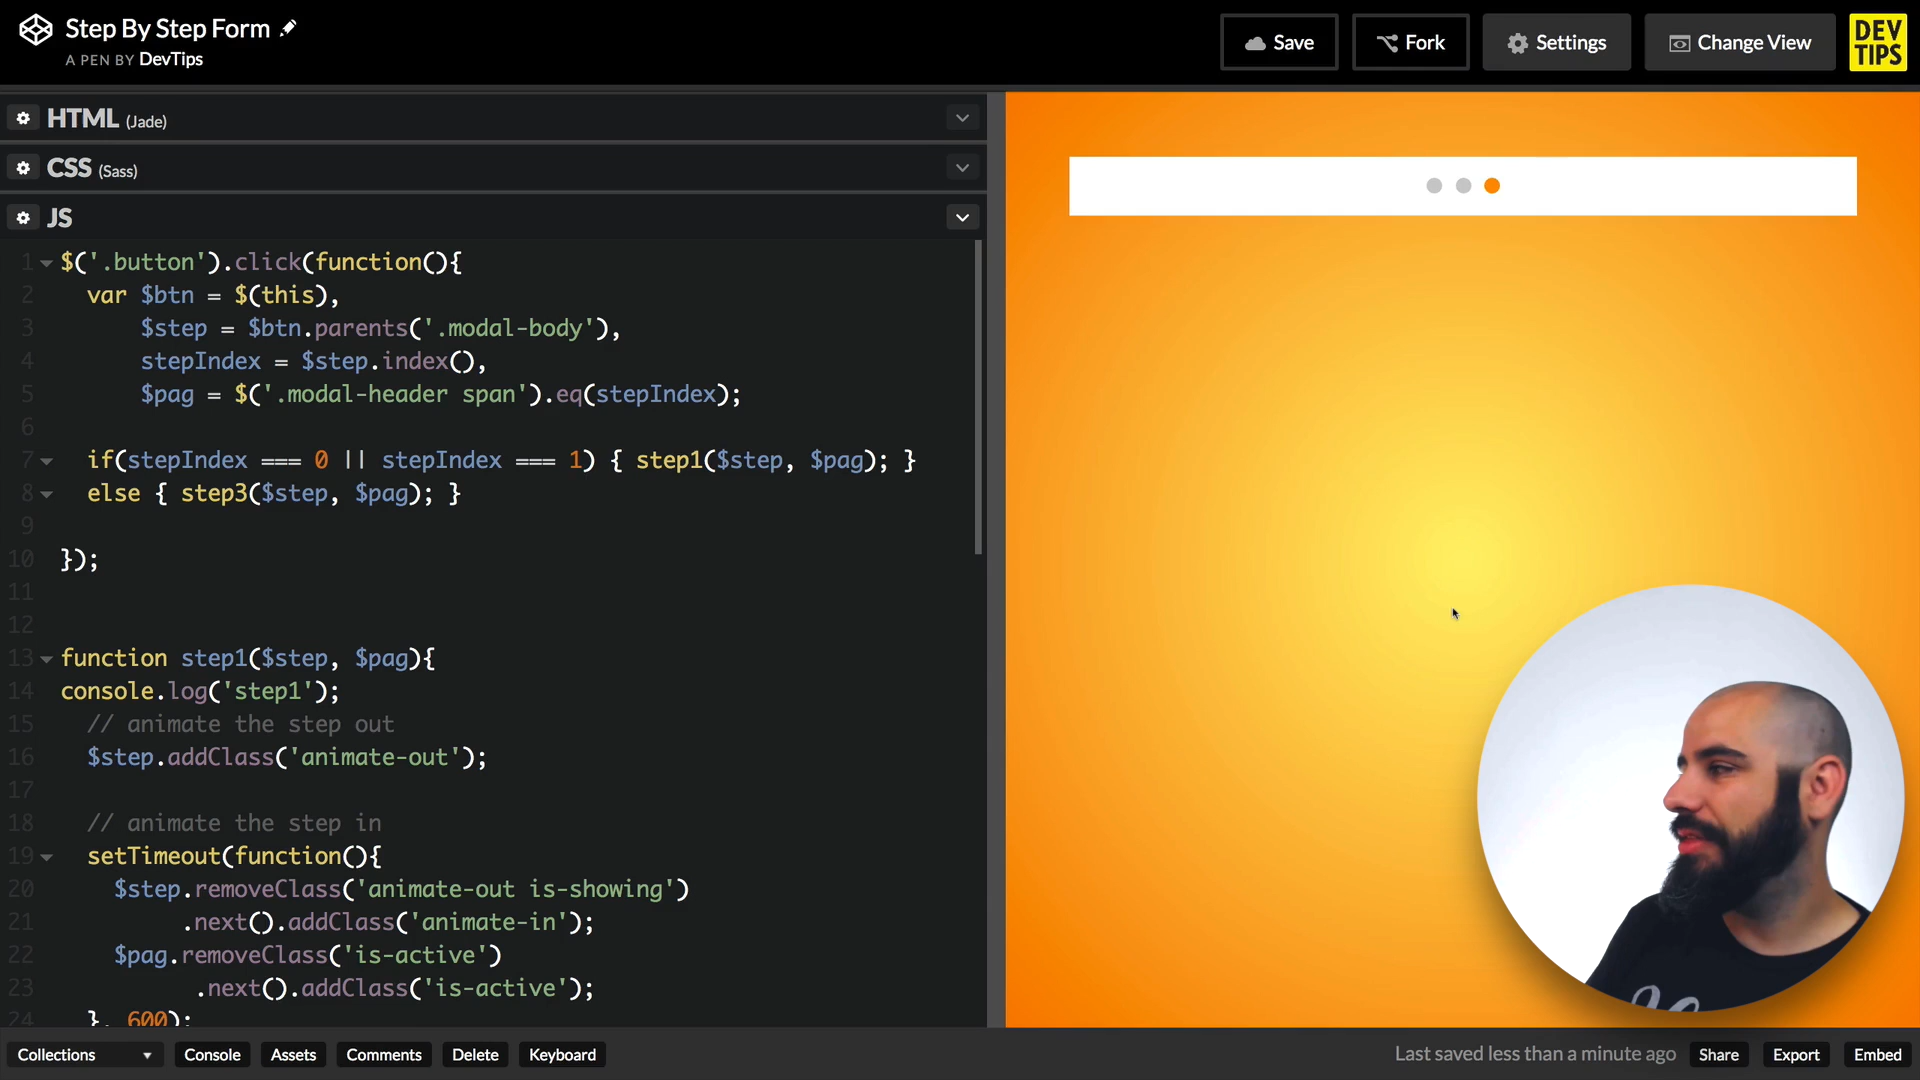 Step By Step Form
A PEN BY DevTips
Save
Fork
Settings
Change View
DEV
TIPS
HTML (Jade)
CSS (Sass)
JS
1 $('.button').click(function(){
2   var $btn = $(this),
3       $step = $btn.parents('.modal-body'),
4       stepIndex = $step.index(),
5       $pag = $('.modal-header span').eq(stepIndex);
6
7   if(stepIndex === 0 || stepIndex === 1) { step1($step, $pag); }
8   else { step3($step, $pag); }
9
10 });
11
12
13 function step1($step, $pag){
14 console.log('step1');
15   // animate the step out
16   $step.addClass('animate-out');
17
18   // animate the step in
19   setTimeout(function(){
20     $step.removeClass('animate-out is-showing')
21          .next().addClass('animate-in');
22     $pag.removeClass('is-active')
23           .next().addClass('is-active');
24   }, 600);
Collections
Console
Assets
Comments
Delete
Keyboard
Last saved less than a minute ago
Share
Export
Embed